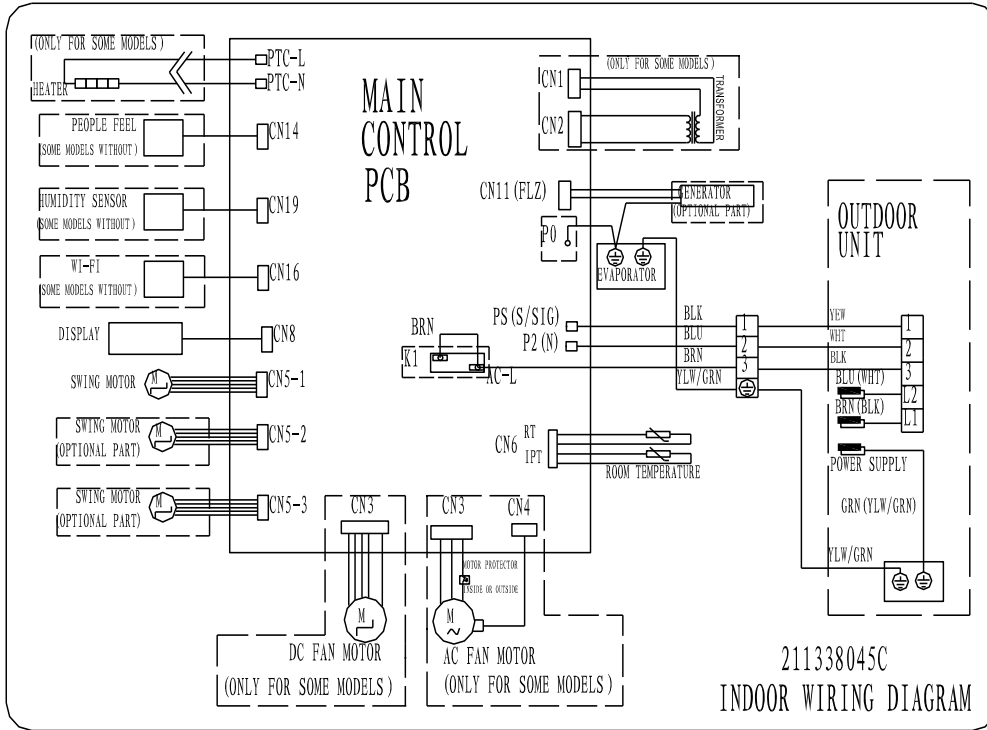 (ONLY FOR SOME MODELS)
HEATER
PTC-L
PTC-N
PEOPLE FEEL
(SOME MODELS WITHOUT)
CN14
HUMIDITY SENSOR
(SOME MODELS WITHOUT)
CN19
WI-FI
(SOME MODELS WITHOUT)
CN16
DISPLAY
CN8
SWING MOTOR
M
CN5-1
SWING MOTOR
(OPTIONAL PART)
M
CN5-2
SWING MOTOR
(OPTIONAL PART)
M
CN5-3
MAIN
CONTROL
PCB
(ONLY FOR SOME MODELS)
CN1
CN2
TRANSFORMER
CN11(FLZ)
GENERATOR
(OPTIONAL PART)
P0
EVAPORATOR
PS(S/SIG)
P2(N)
BRN
K1
AC-L
BLK
BLU
BRN
YLW/GRN
1
2
3
CN6
RT
IPT
ROOM TEMPERATURE
OUTDOOR
UNIT
YEW
WHT
BLK
1
2
3
L2
L1
BLU(WHT)
BRN(BLK)
POWER SUPPLY
GRN(YLW/GRN)
YLW/GRN
CN3
M
DC FAN MOTOR
(ONLY FOR SOME MODELS)
CN3
CN4
MOTOR PROTECTOR
INSIDE OR OUTSIDE
M
AC FAN MOTOR
(ONLY FOR SOME MODELS)
211338045C
INDOOR WIRING DIAGRAM